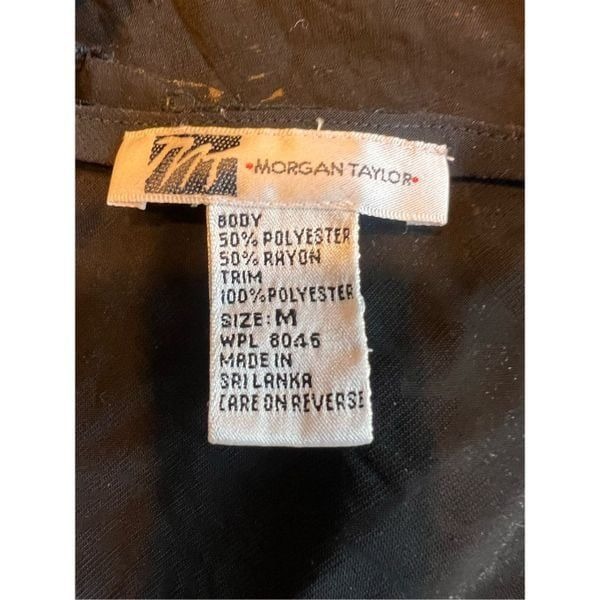 MT •MORGAN TAYLOR•
BODY
50% POLYESTER
50% RAYON
TRIM
100% POLYESTER
SIZE: M
WPL 8046
MADE IN
SRI LANKA
CARE ON REVERSE